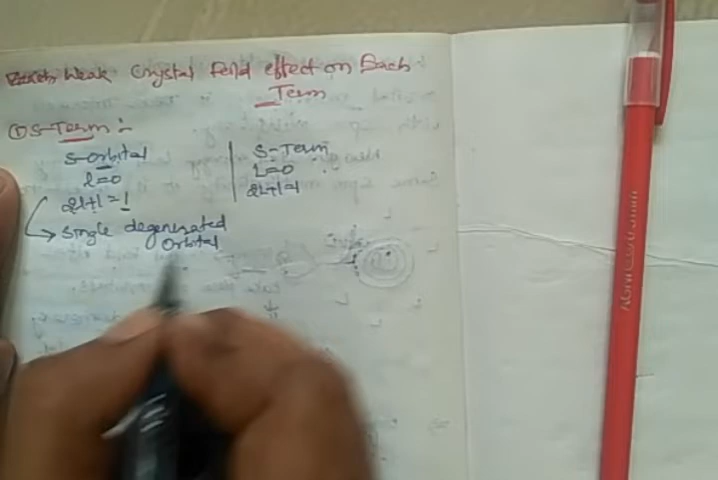 Weak Crystal Feild effect on Each
Term
① S-Term :-
s-orbital
l=0
2l+1 = 1
single degenerated
orbital
S-Term
L=0
2L+1=1